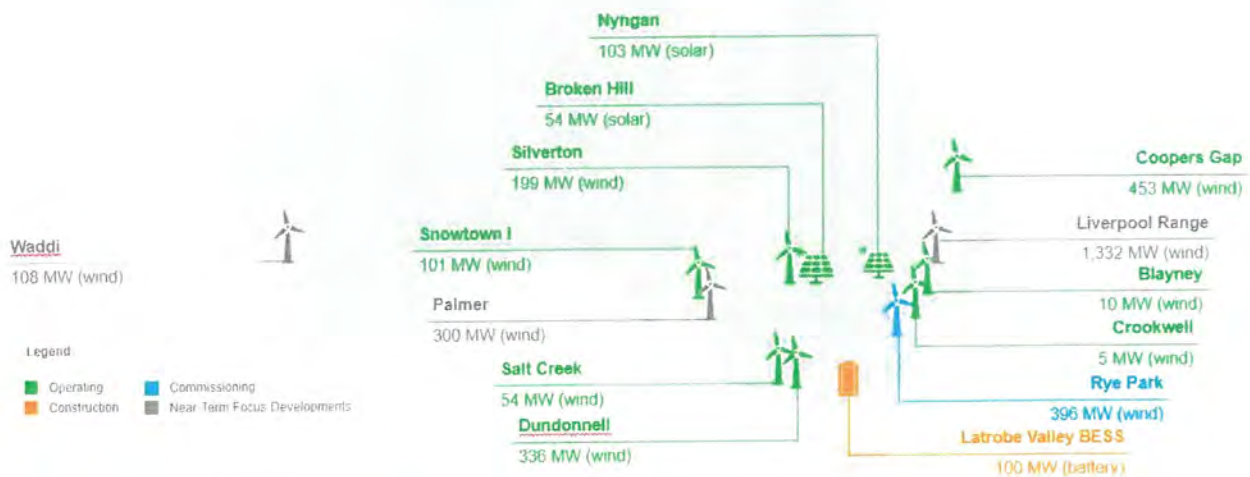 Nyngan
103 MW (solar)
Broken Hill
54 MW (solar)
Silverton
199 MW (wind)
Coopers Gap
453 MW (wind)
Liverpool Range
1,332 MW (wind)
Waddi
108 MW (wind)
Snowtown I
101 MW (wind)
Blayney
10 MW (wind)
Palmer
300 MW (wind)
Crookwell
5 MW (wind)
Legend
Operating
Commissioning
Construction
Near Term Focus Developments
Salt Creek
54 MW (wind)
Rye Park
396 MW (wind)
Dundonnell
336 MW (wind)
Latrobe Valley BESS
100 MW (battery)